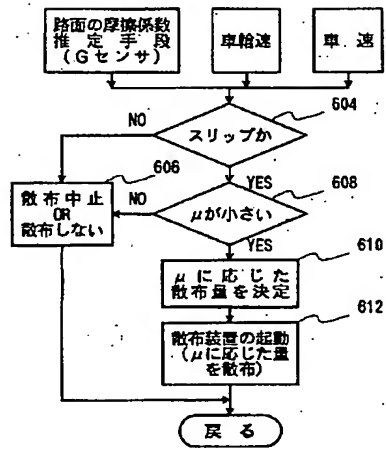 路面の摩擦係数
推定手段
(Gセンサ)
車輪速
車 速
604
NO
スリップか
606
YES
608
散布中止
OR
散布しない
NO
μが小さい
YES
610
μに応じた
散布量を決定
612
散布装置の起動
(μに応じた量
を散布)
戻 る